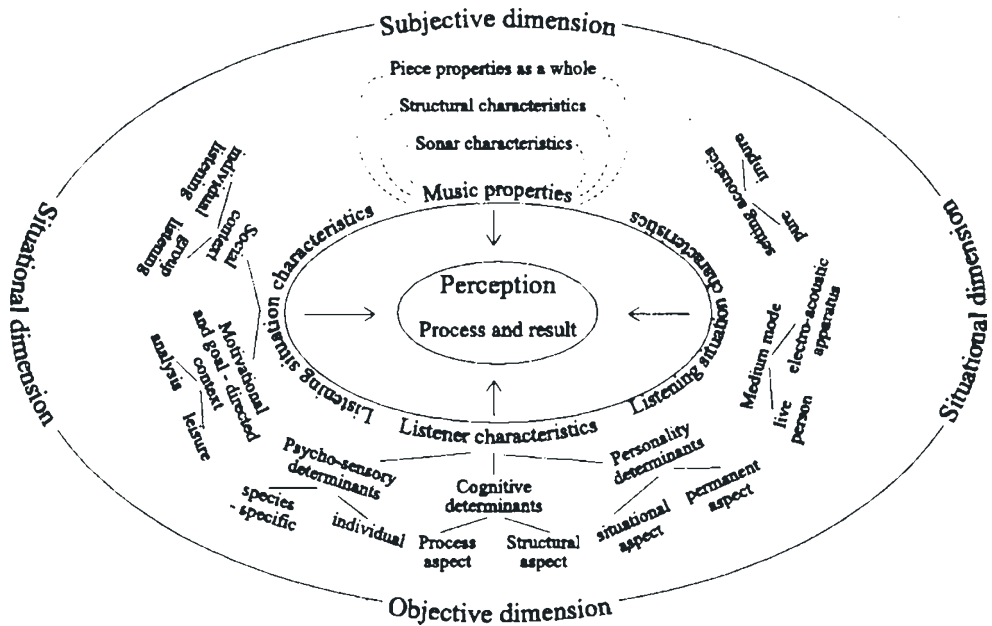 Subjective dimension
Piece properties as a whole
Structural characteristics
Sonar characteristics
Music properties
Situational dimension
individual
listening
Social
context
group
listening
Motivational
and goal - directed
context
analysis
leisure
Listening situation characteristics
Perception
Process and result
Listening situation characteristics
setting acoustics
impure
pure
Medium mode
electro-acoustic
apparatus
live
person
Situational dimension
Listener characteristics
Psycho-sensory
determinants
species
- specific
individual
Cognitive
determinants
Process
aspect
Structural
aspect
Personality
determinants
situational
aspect
permanent
aspect
Objective dimension